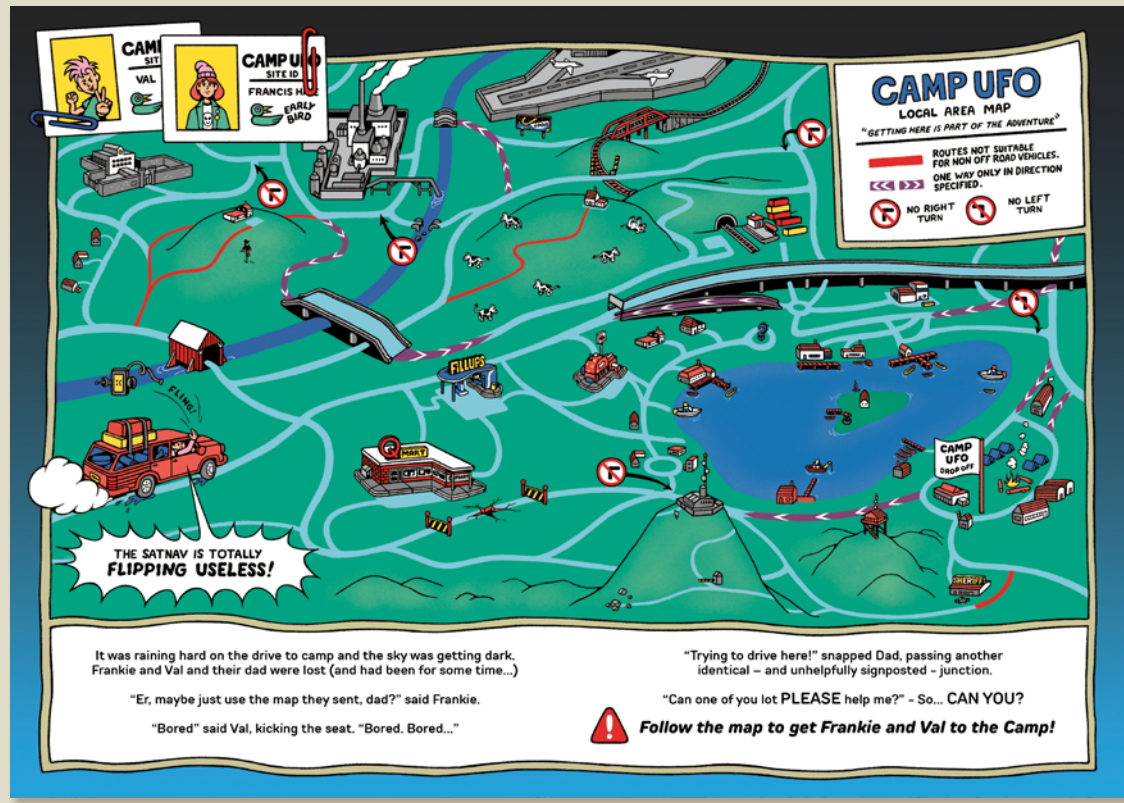 CAMP
SIT
VAL
CAMP UFO
SITE ID
FRANCIS HA
EARLY
BIRD
CAMP UFO
LOCAL AREA MAP
"GETTING HERE IS PART OF THE ADVENTURE"
ROUTES NOT SUITABLE
FOR NON OFF ROAD VEHICLES.
ONE WAY ONLY IN DIRECTION
SPECIFIED.
NO RIGHT
TURN
NO LEFT
TURN
FLING!
FILLUPS
Q
MART
CAMP
UFO
DROP OFF
SHERIFF
THE SATNAV IS TOTALLY
FLIPPING USELESS!
It was raining hard on the drive to camp and the sky was getting dark.
Frankie and Val and their dad were lost (and had been for some time...)
"Er, maybe just use the map they sent, dad?" said Frankie.
"Bored" said Val, kicking the seat. "Bored. Bored..."
"Trying to drive here!" snapped Dad, passing another
identical – and unhelpfully signposted - junction.
"Can one of you lot PLEASE help me?" - So... CAN YOU?
Follow the map to get Frankie and Val to the Camp!